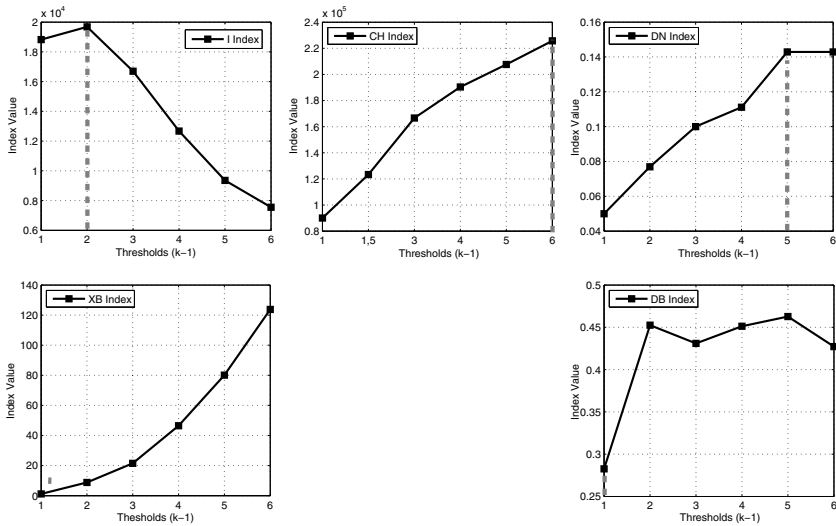 x 10⁴
2
1.8
1.6
1.4
1.2
1
0.8
0.6
Index Value
I Index
1 2 3 4 5 6
Thresholds (k−1)
x 10⁵
2.4
2.2
2
1.8
1.6
1.4
1.2
1
0.8
Index Value
CH Index
1 1,5 3 4 5 6
Thresholds (k−1)
0.16
0.14
0.12
0.1
0.08
0.06
0.04
Index Value
DN Index
1 2 3 4 5 6
Thresholds (k−1)
140
120
100
80
60
40
20
0
Index Value
XB Index
1 2 3 4 5 6
Thresholds (k−1)
0.5
0.45
0.4
0.35
0.3
0.25
Index Value
DB Index
1 2 3 4 5 6
Thresholds (k−1)